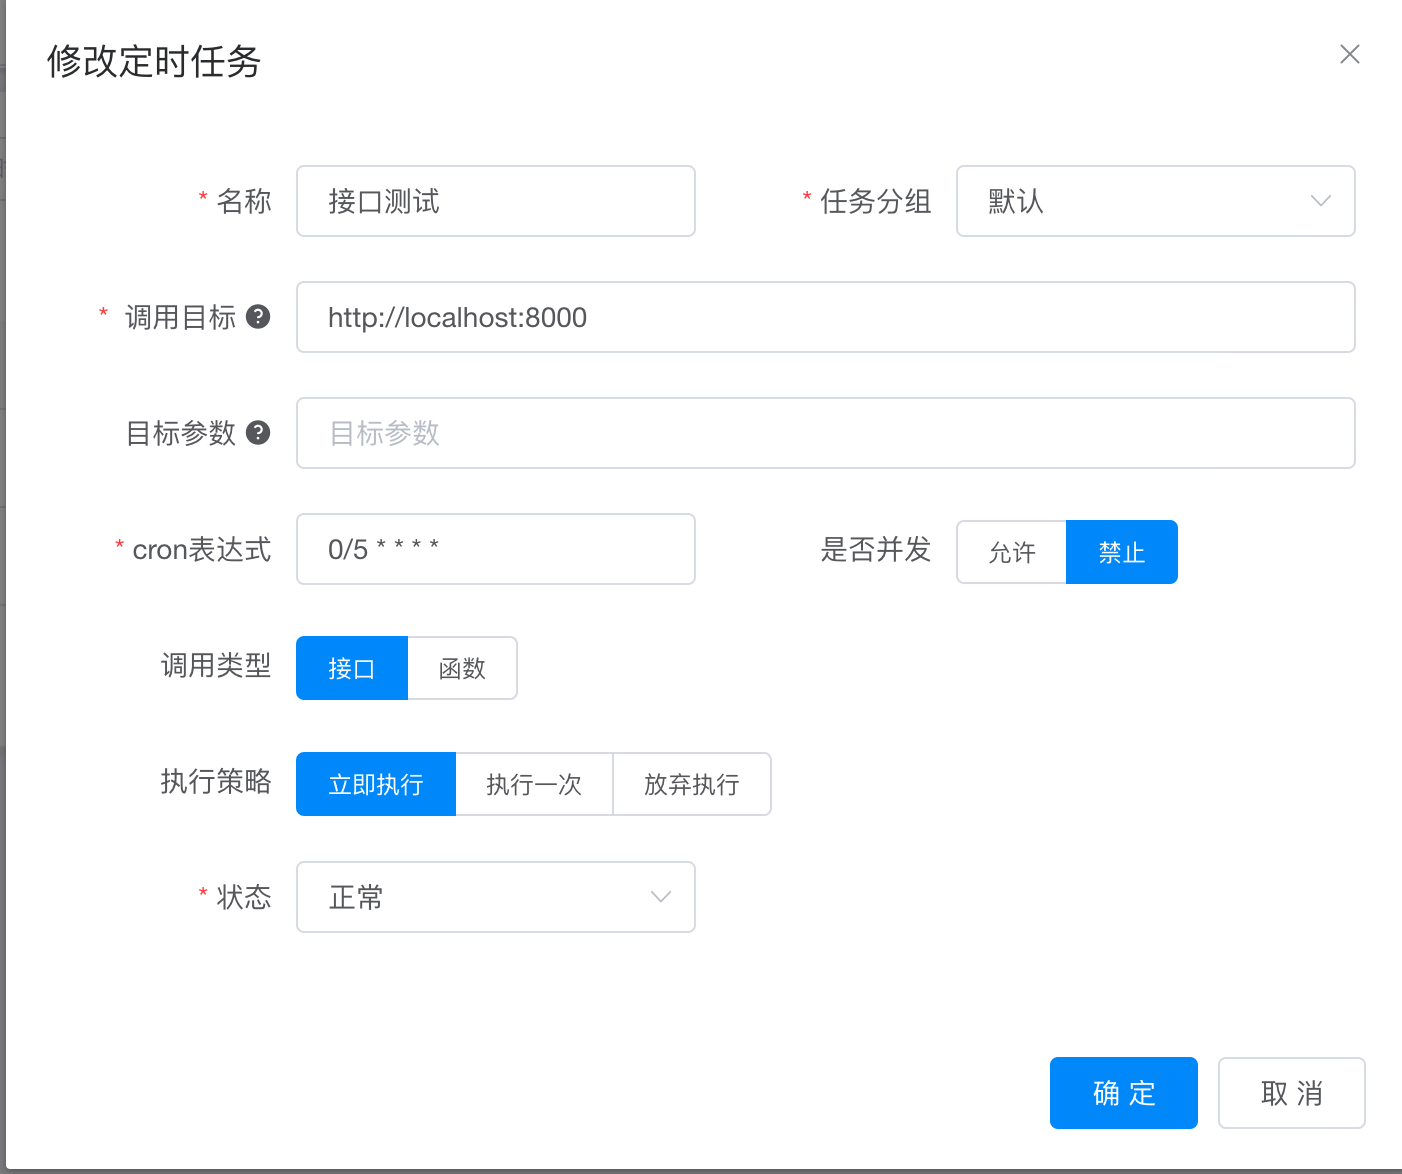 修改定时任务
* 名称 接口测试 * 任务分组 默认
* 调用目标 ? http://localhost:8000
目标参数 ? 目标参数
* cron表达式 0/5 * * * * 是否并发 允许 禁止
调用类型 接口 函数
执行策略 立即执行 执行一次 放弃执行
* 状态 正常
确 定 取 消